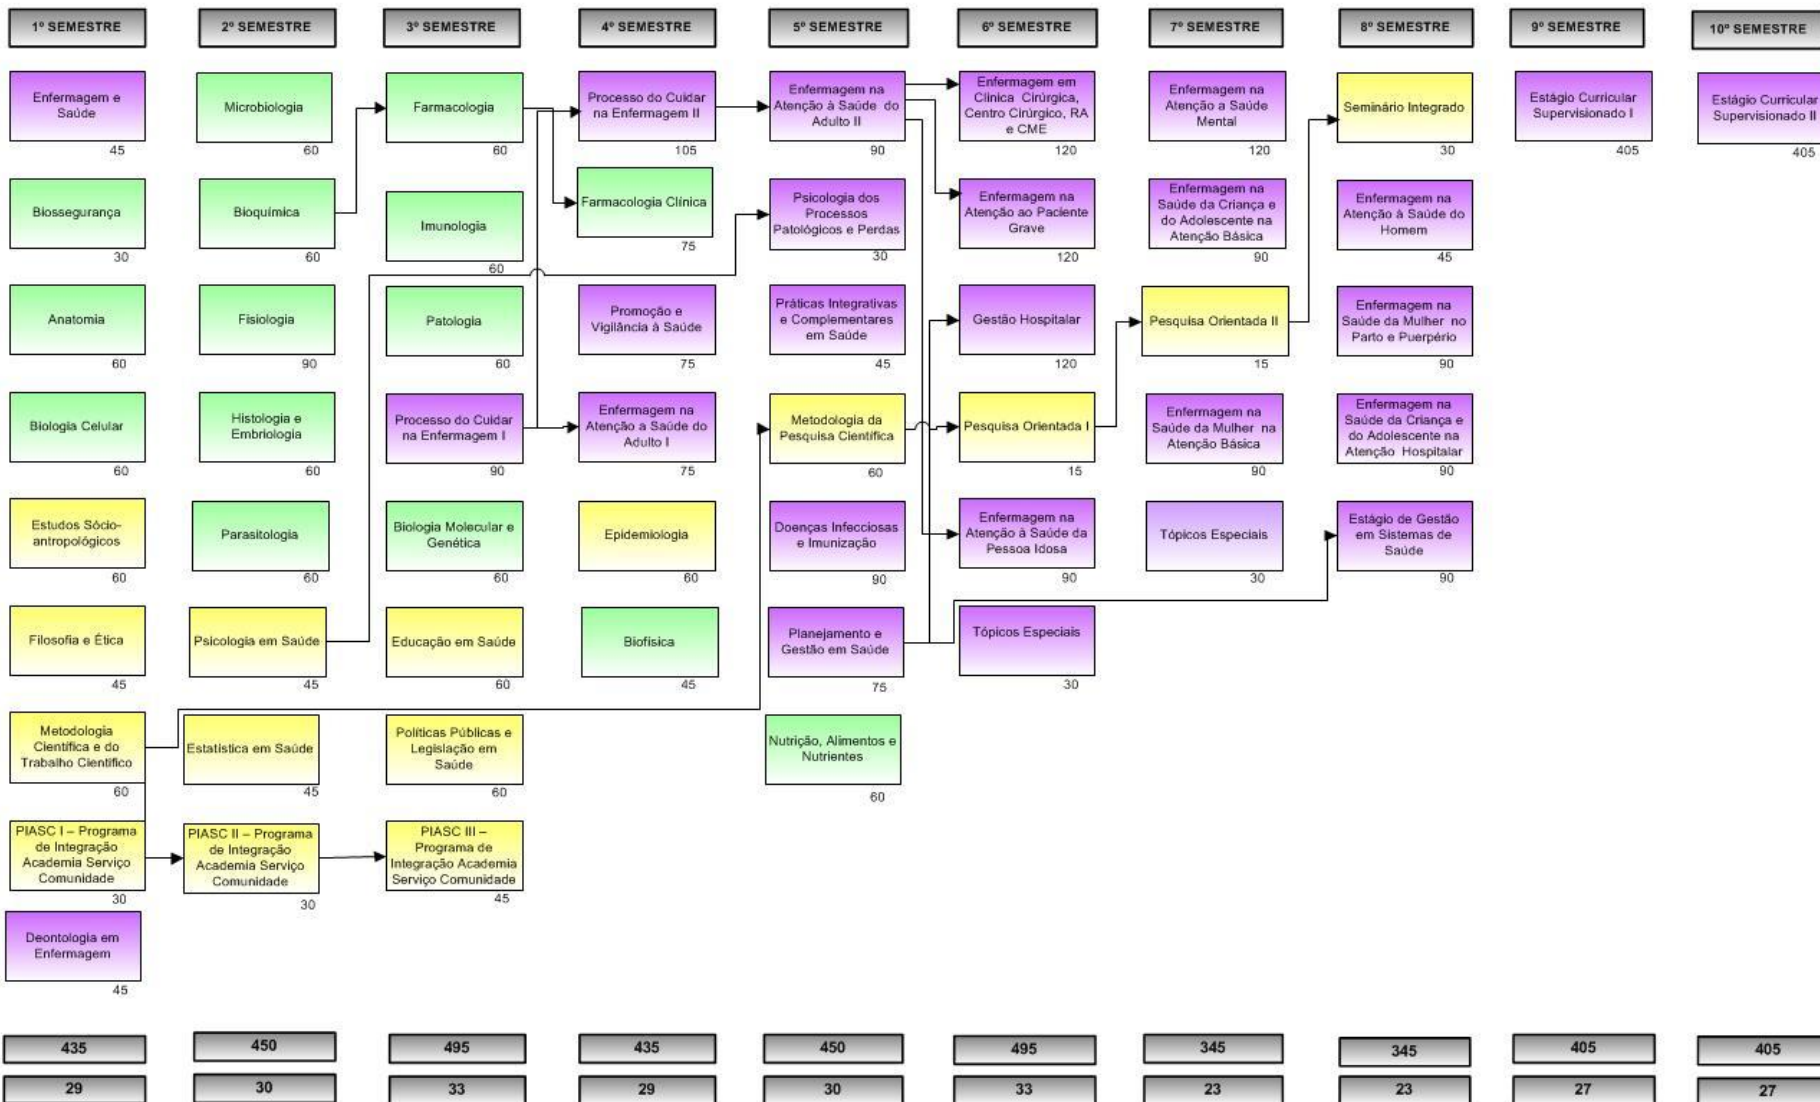 1º SEMESTRE
2º SEMESTRE
3º SEMESTRE
4º SEMESTRE
5º SEMESTRE
6º SEMESTRE
7º SEMESTRE
8º SEMESTRE
9º SEMESTRE
10º SEMESTRE
Enfermagem e
Saúde
45
Biossegurança
30
Anatomia
60
Biologia Celular
60
Estudos Sócio-
antropológicos
60
Filosofia e Ética
45
Metodologia
Científica e do
Trabalho Científico
60
PIASC I – Programa
de Integração
Academia Serviço
Comunidade
30
Deontologia em
Enfermagem
45
Microbiologia
60
Bioquímica
60
Fisiologia
90
Histologia e
Embriologia
60
Parasitologia
60
Psicologia em Saúde
45
Estatística em Saúde
45
PIASC II – Programa
de Integração
Academia Serviço
Comunidade
30
Farmacologia
60
Imunologia
60
Patologia
60
Processo do Cuidar
na Enfermagem I
90
Biologia Molecular e
Genética
60
Educação em Saúde
60
Políticas Públicas e
Legislação em
Saúde
60
PIASC III –
Programa de
Integração Academia
Serviço Comunidade
45
Processo do Cuidar
na Enfermagem II
105
Farmacologia Clínica
75
Promoção e
Vigilância à Saúde
75
Enfermagem na
Atenção a Saúde do
Adulto I
75
Epidemiologia
60
Biofísica
45
Enfermagem na
Atenção à Saúde do
Adulto II
90
Psicologia dos
Processos
Patológicos e Perdas
30
Práticas Integrativas
e Complementares
em Saúde
45
Metodologia da
Pesquisa Científica
60
Doenças Infecciosas
e Imunização
90
Planejamento e
Gestão em Saúde
75
Nutrição, Alimentos e
Nutrientes
60
Enfermagem em
Clínica Cirúrgica,
Centro Cirúrgico, RA
e CME
120
Enfermagem na
Atenção ao Paciente
Grave
120
Gestão Hospitalar
120
Pesquisa Orientada I
15
Enfermagem na
Atenção à Saúde da
Pessoa Idosa
90
Tópicos Especiais
30
Enfermagem na
Atenção a Saúde
Mental
120
Enfermagem na
Saúde da Criança e
do Adolescente na
Atenção Básica
90
Pesquisa Orientada II
15
Enfermagem na
Saúde da Mulher na
Atenção Básica
90
Tópicos Especiais
30
Seminário Integrado
30
Enfermagem na
Atenção à Saúde do
Homem
45
Enfermagem na
Saúde da Mulher no
Parto e Puerpério
90
Enfermagem na
Saúde da Criança e
do Adolescente na
Atenção Hospitalar
90
Estágio de Gestão
em Sistemas de
Saúde
90
Estágio Curricular
Supervisionado I
405
Estágio Curricular
Supervisionado II
405
435
450
495
435
450
495
345
345
405
405
29
30
33
29
30
33
23
23
27
27